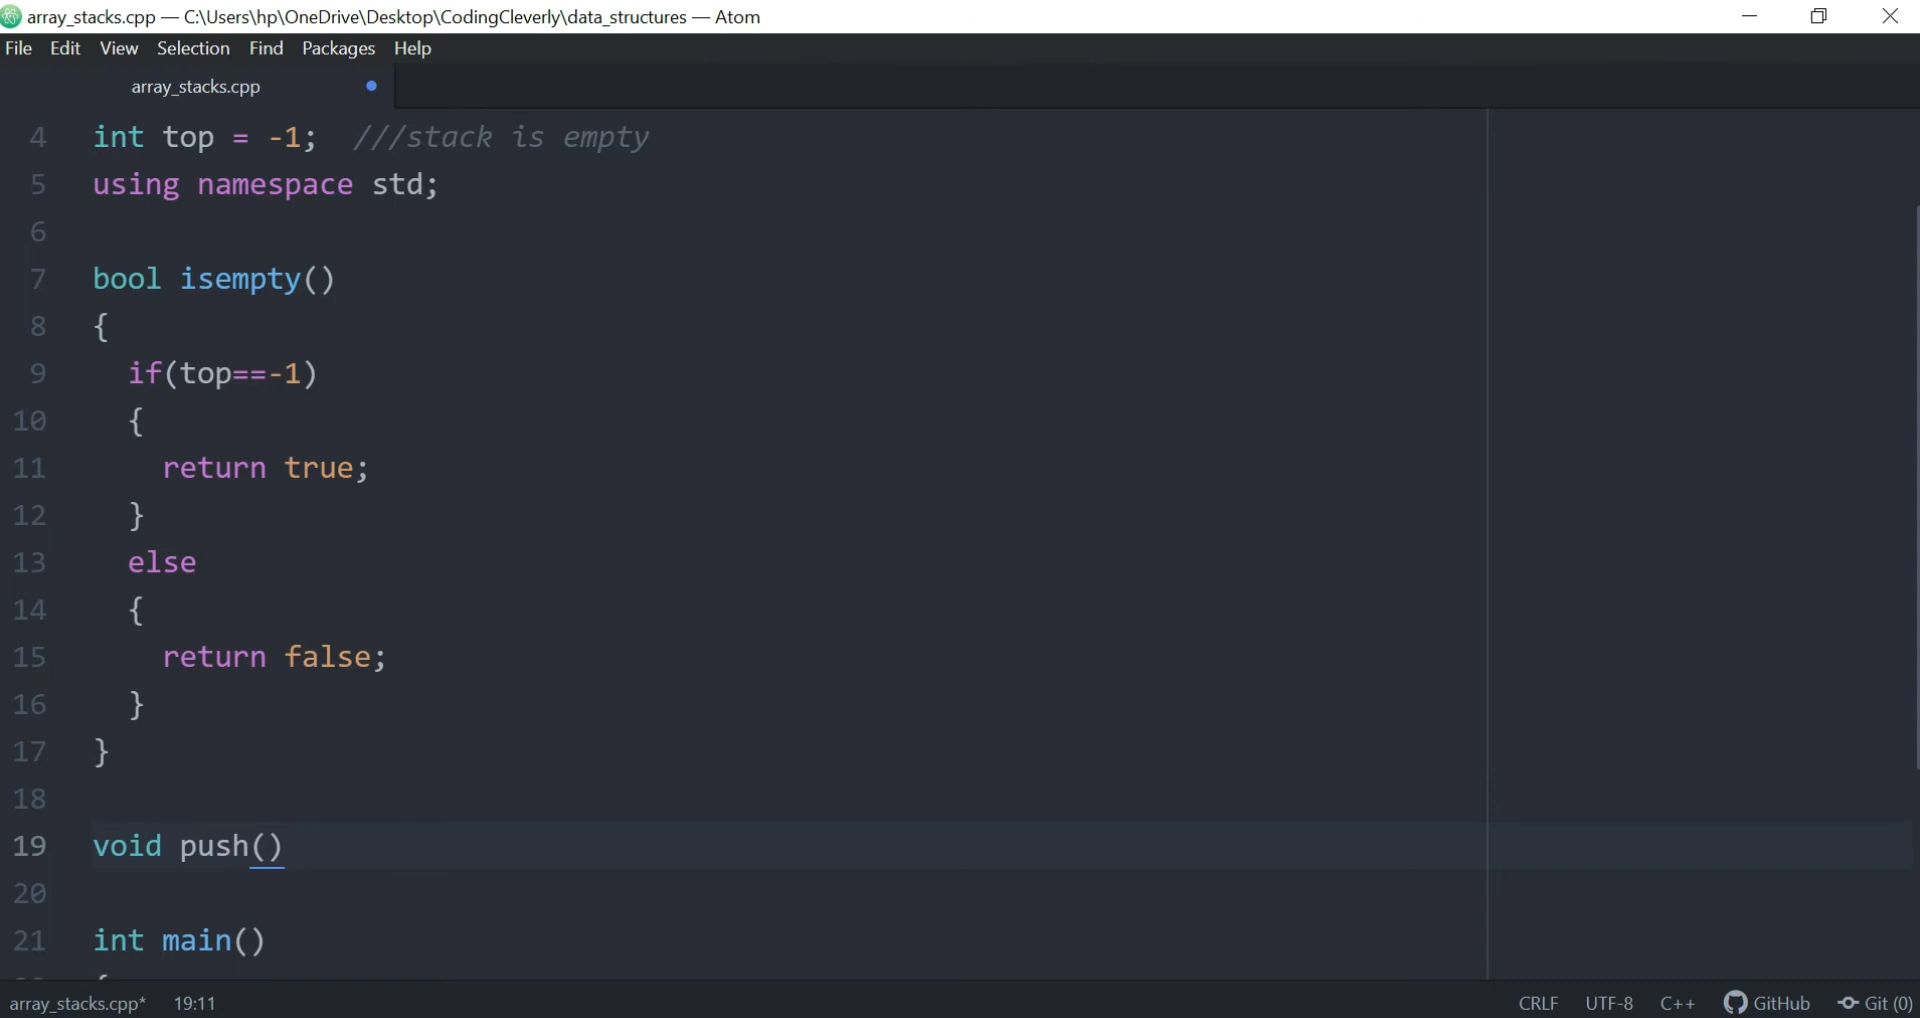 array_stacks.cpp — C:\Users\hp\OneDrive\Desktop\CodingCleverly\data_structures — Atom
File Edit View Selection Find Packages Help
array_stacks.cpp
4 int top = -1; ///stack is empty
5 using namespace std;
6
7 bool isempty()
8 {
9 if(top==-1)
10 {
11 return true;
12 }
13 else
14 {
15 return false;
16 }
17 }
18
19 void push()
20
21 int main()
array_stacks.cpp* 19:11 CRLF UTF-8 C++ GitHub Git (0)